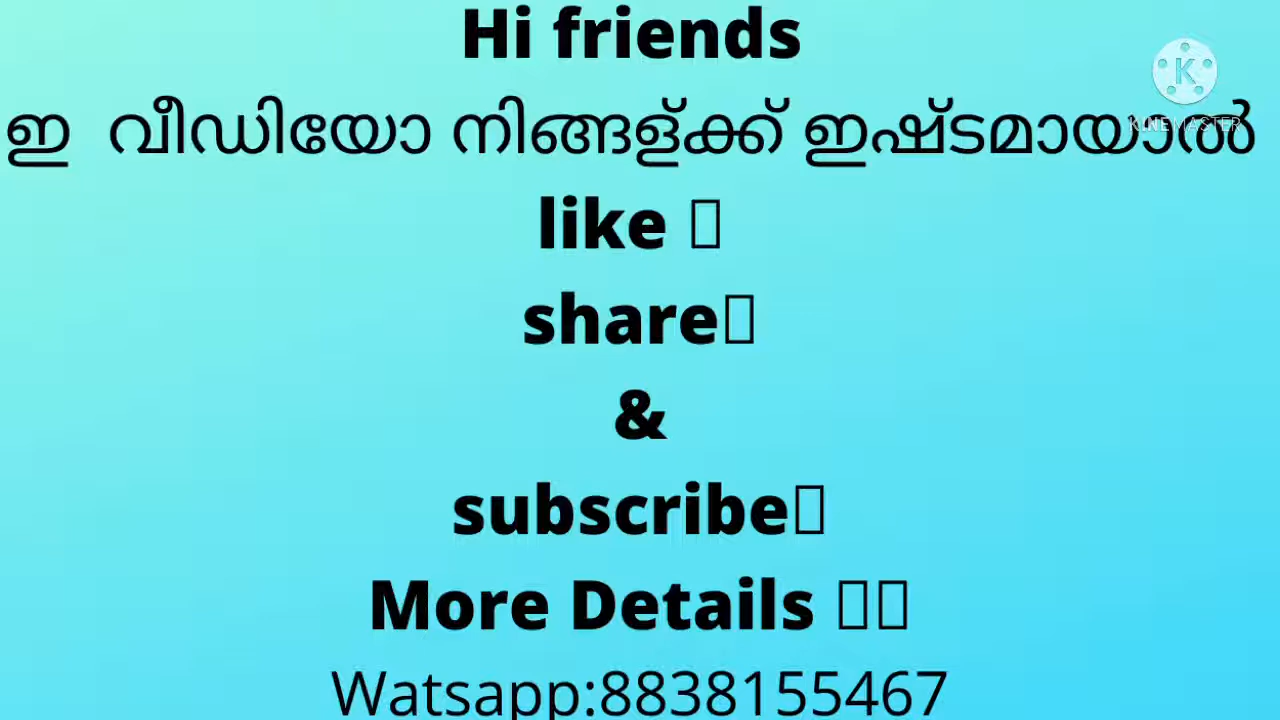 Hi friends
ഇ വീഡിയോ നിങ്ങള്ക്ക് ഇഷ്ടമായാൽ
KINEMASTER
like
share
&
subscribe
More Details
Watsapp:8838155467